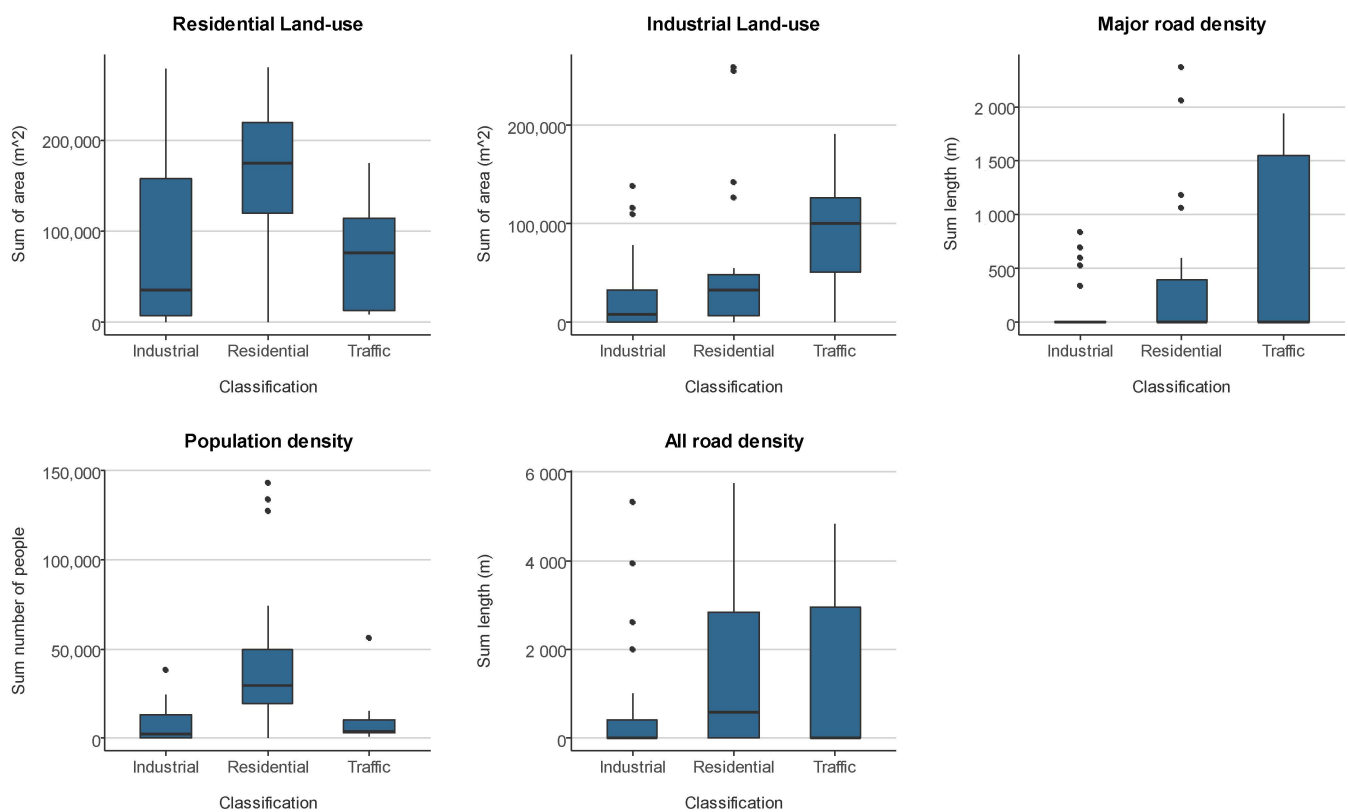 Residential Land-use
Sum of area (m^2)
200,000
100,000
0
Industrial Residential Traffic
Classification
Industrial Land-use
Sum of area (m^2)
200,000
100,000
0
Industrial Residential Traffic
Classification
Major road density
Sum length (m)
2 000
1 500
1 000
500
0
Industrial Residential Traffic
Classification
Population density
Sum number of people
150,000
100,000
50,000
0
Industrial Residential Traffic
Classification
All road density
Sum length (m)
6 000
4 000
2 000
0
Industrial Residential Traffic
Classification